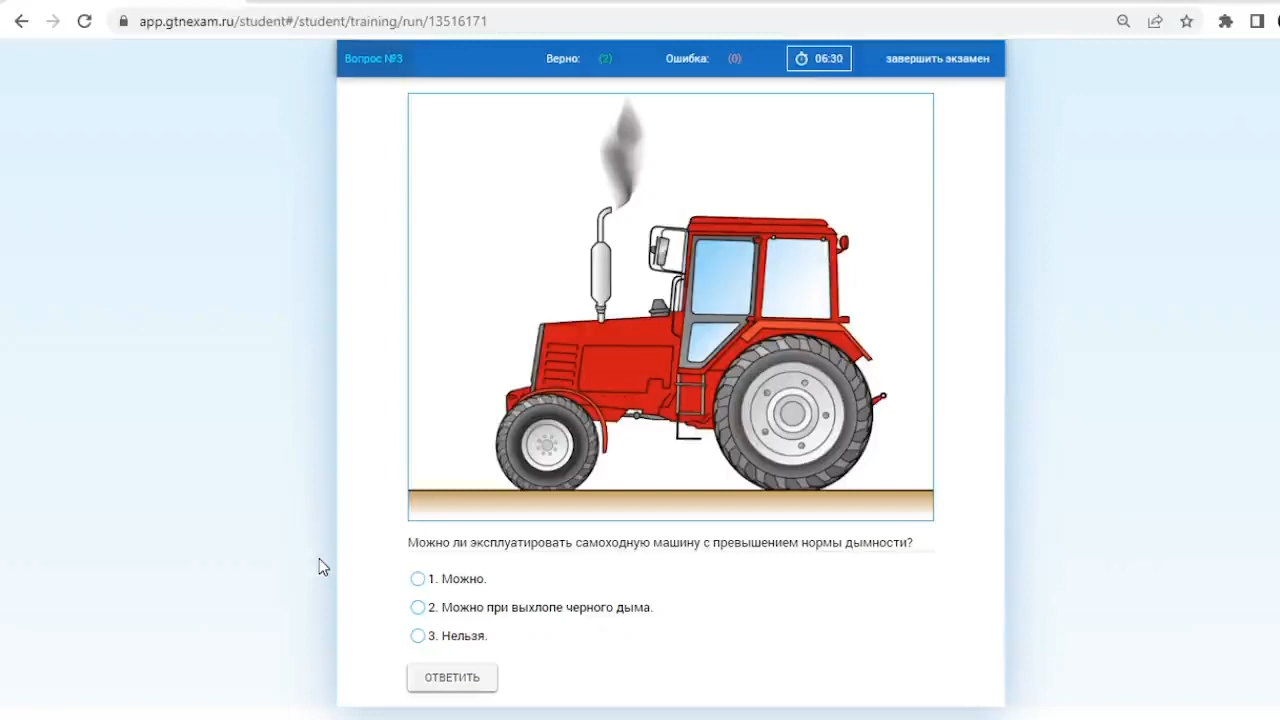 app.gtnexam.ru/student#/student/training/run/13516171
Вопрос №3 Верно: (2) Ошибка: (0) 06:30 завершить экзамен
Можно ли эксплуатировать самоходную машину с превышением нормы дымности?
1. Можно.
2. Можно при выхлопе черного дыма.
3. Нельзя.
ОТВЕТИТЬ